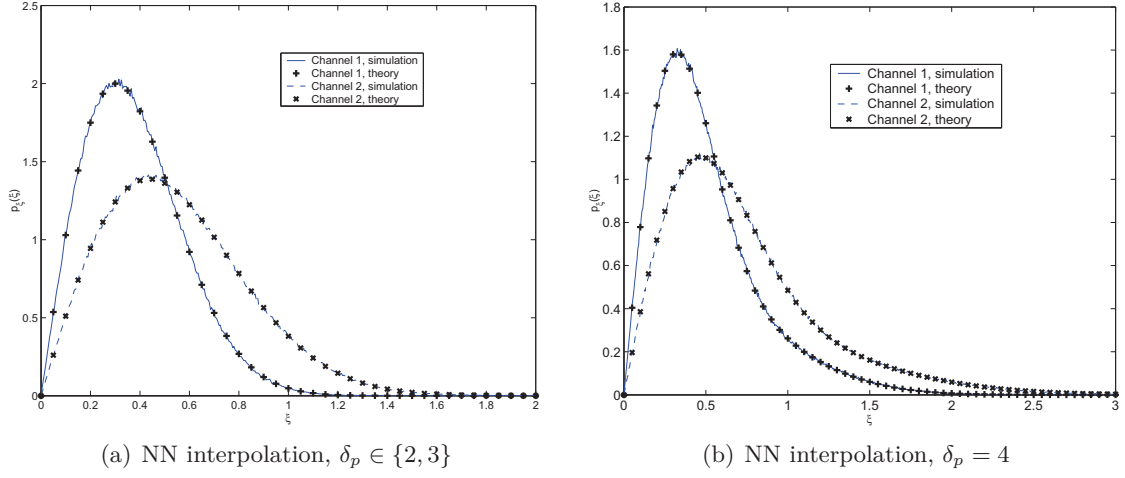 2.5
2
1.5
1
0.5
0
p_ξ(ξ)
Channel 1, simulation
Channel 1, theory
Channel 2, simulation
Channel 2, theory
0 0.2 0.4 0.6 0.8 1 1.2 1.4 1.6 1.8 2
ξ
(a) NN interpolation, δ_p ∈ {2, 3}
1.8
1.6
1.4
1.2
1
0.8
0.6
0.4
0.2
0
p_ξ(ξ)
Channel 1, simulation
Channel 1, theory
Channel 2, simulation
Channel 2, theory
0 0.5 1 1.5 2 2.5 3
ξ
(b) NN interpolation, δ_p = 4